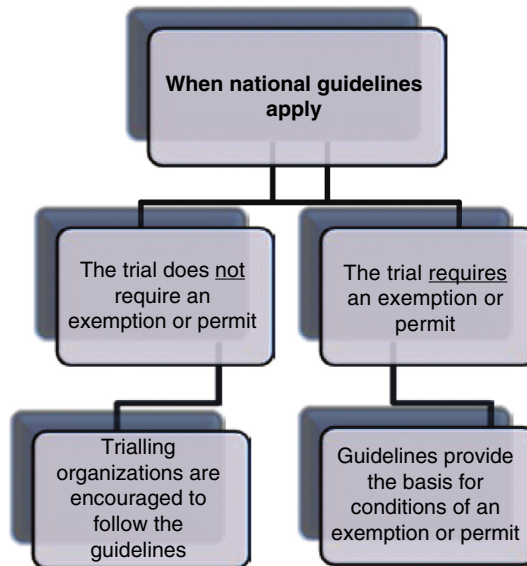 When national guidelines
apply
The trial does not
require an
exemption or permit
The trial requires
an exemption or
permit
Trialling
organizations are
encouraged to
follow the
guidelines
Guidelines provide
the basis for
conditions of an
exemption or permit